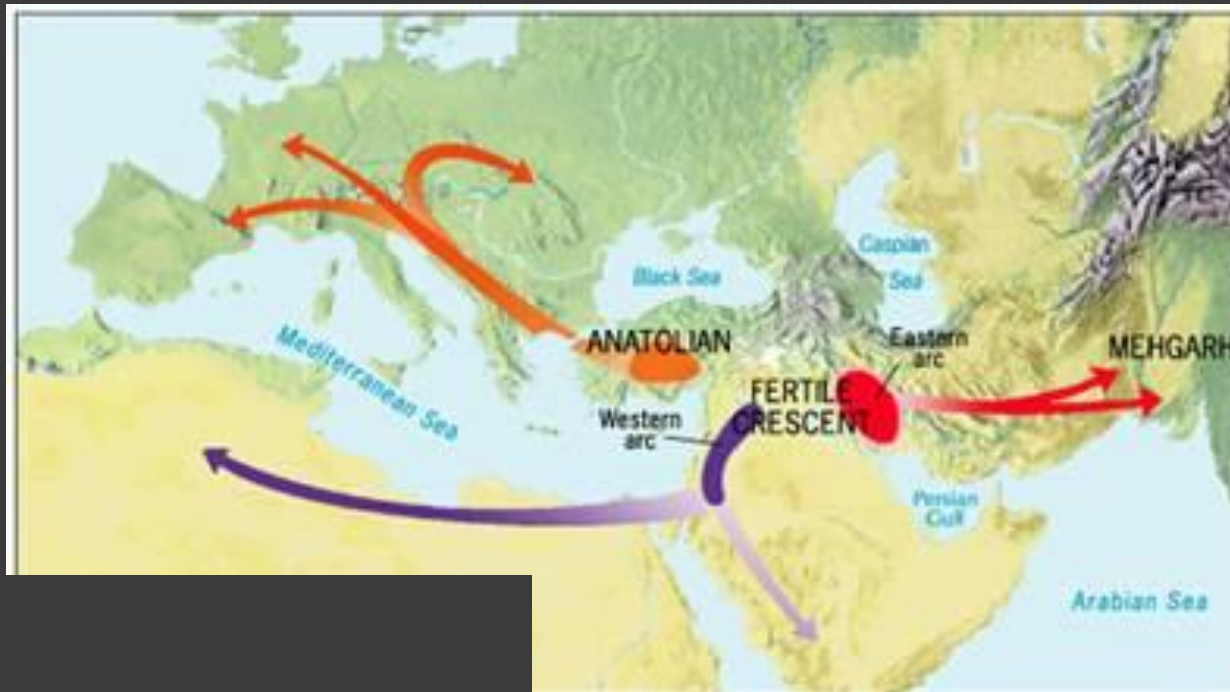 Caspian
Sea
Black Sea
ANATOLIAN
Eastern
arc
MEHGARH
Mediterranean Sea
FERTILE
CRESCENT
Western
arc
Persian
Gulf
Arabian Sea